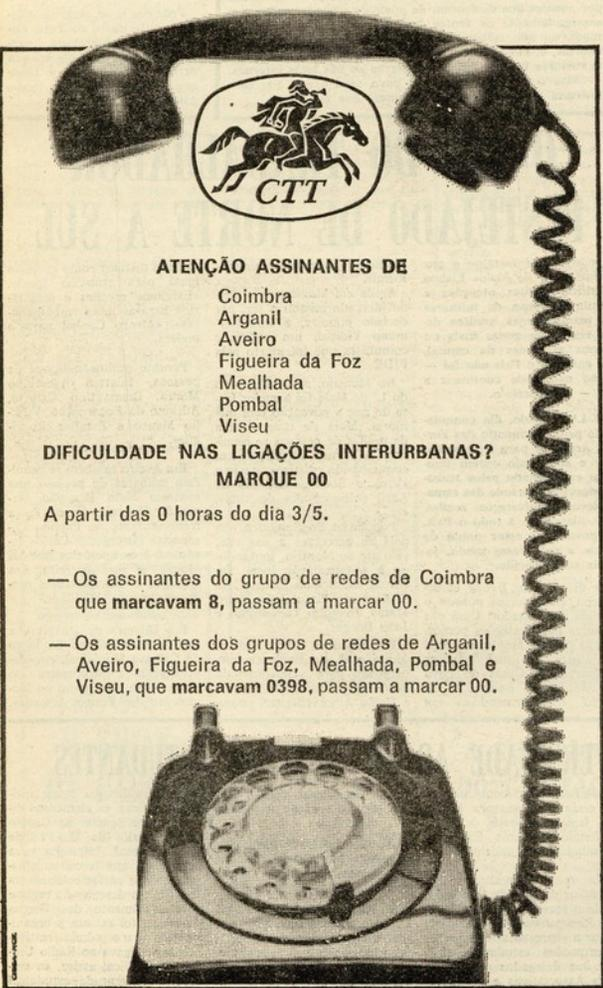 CTT
ATENÇÃO ASSINANTES DE
Coimbra
Arganil
Aveiro
Figueira da Foz
Mealhada
Pombal
Viseu
DIFICULDADE NAS LIGAÇÕES INTERURBANAS?
MARQUE 00
A partir das 0 horas do dia 3/5.
— Os assinantes do grupo de redes de Coimbra
que marcavam 8, passam a marcar 00.
— Os assinantes dos grupos de redes de Arganil,
Aveiro, Figueira da Foz, Mealhada, Pombal e
Viseu, que marcavam 0398, passam a marcar 00.